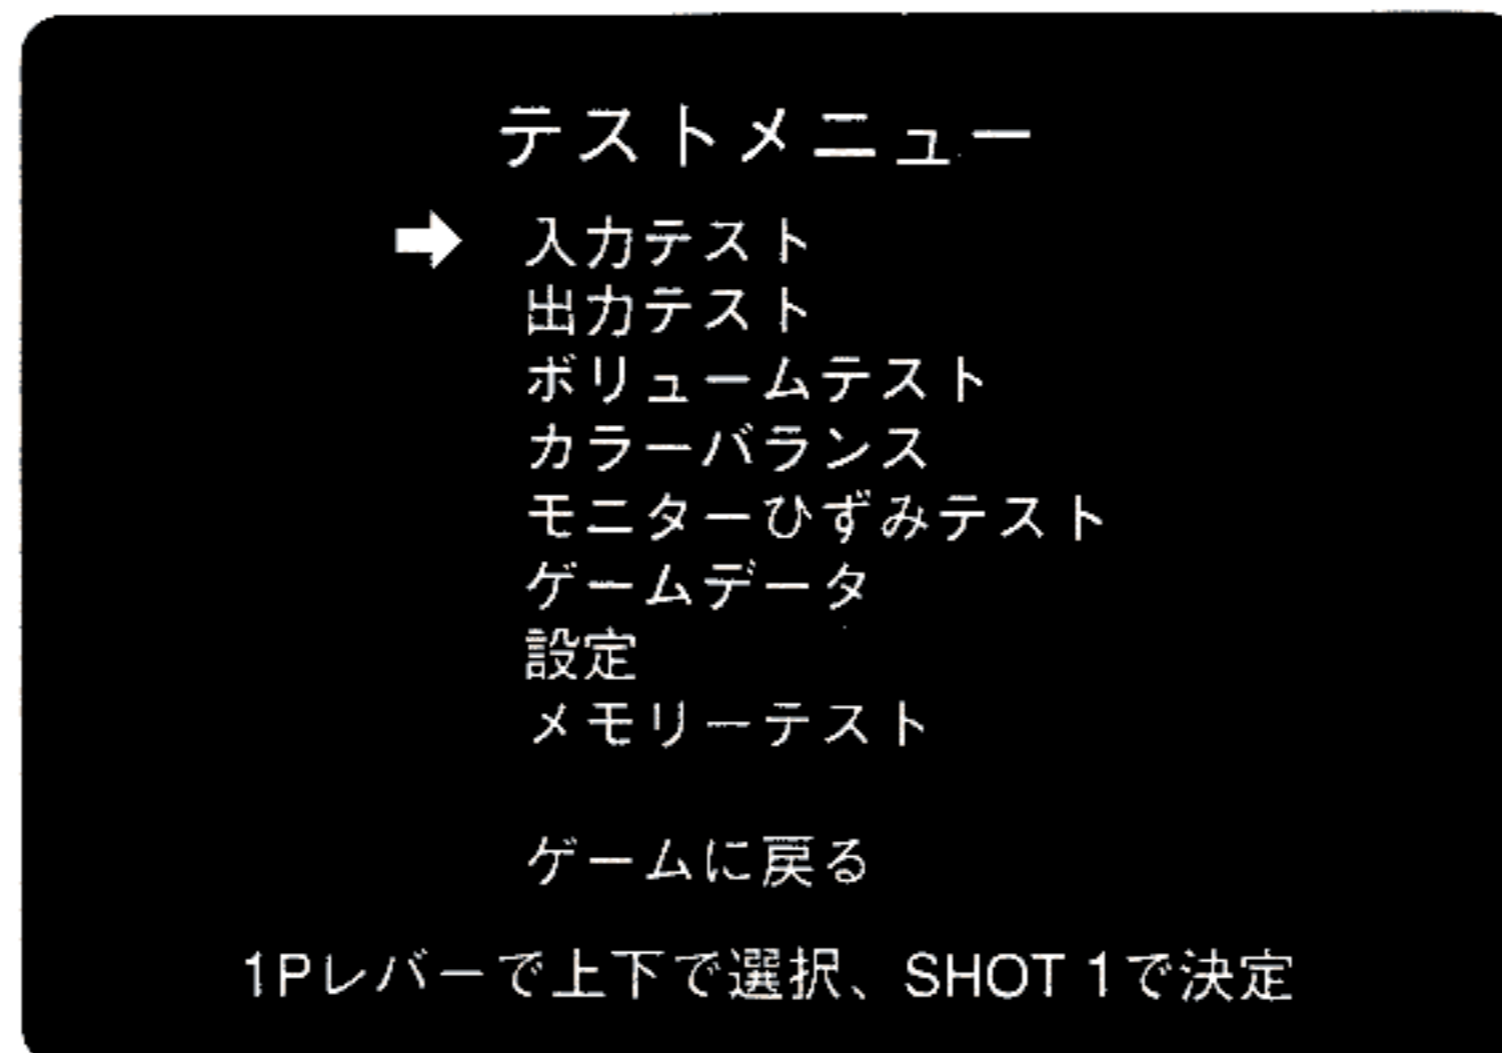 テストメニュー
入力テスト
出力テスト
ボリュームテスト
カラーバランス
モニターひずみテスト
ゲームデータ
設定
メモリーテスト
ゲームに戻る
1Pレバーで上下で選択、SHOT 1で決定